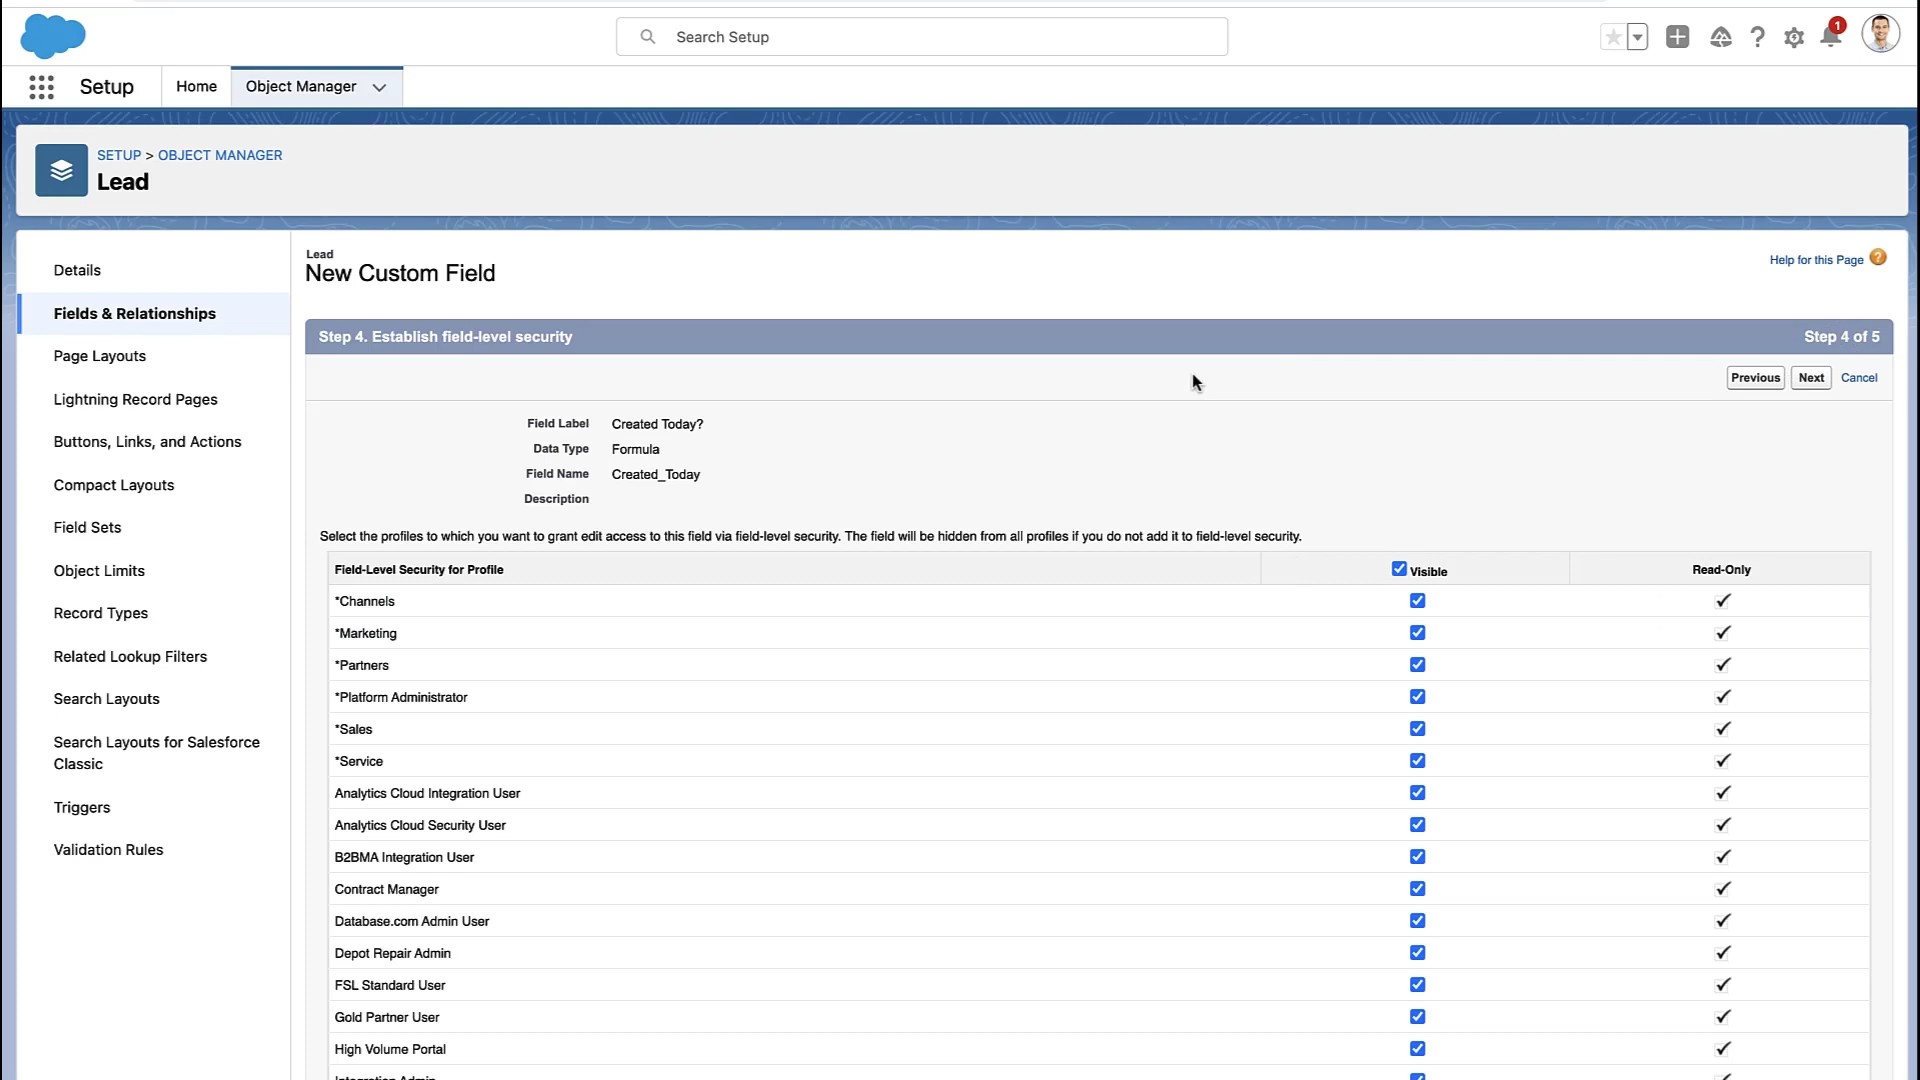 Search Setup
1
Setup
Home
Object Manager
SETUP > OBJECT MANAGER
Lead
Details
Fields & Relationships
Page Layouts
Lightning Record Pages
Buttons, Links, and Actions
Compact Layouts
Field Sets
Object Limits
Record Types
Related Lookup Filters
Search Layouts
Search Layouts for Salesforce
Classic
Triggers
Validation Rules
Lead
New Custom Field
Help for this Page ?
Step 4. Establish field-level security Step 4 of 5
Previous Next Cancel
Field Label Created Today?
Data Type Formula
Field Name Created_Today
Description
Select the profiles to which you want to grant edit access to this field via field-level security. The field will be hidden from all profiles if you do not add it to field-level security.
Field-Level Security for Profile Visible Read-Only
*Channels
*Marketing
*Partners
*Platform Administrator
*Sales
*Service
Analytics Cloud Integration User
Analytics Cloud Security User
B2BMA Integration User
Contract Manager
Database.com Admin User
Depot Repair Admin
FSL Standard User
Gold Partner User
High Volume Portal
Integration Admin